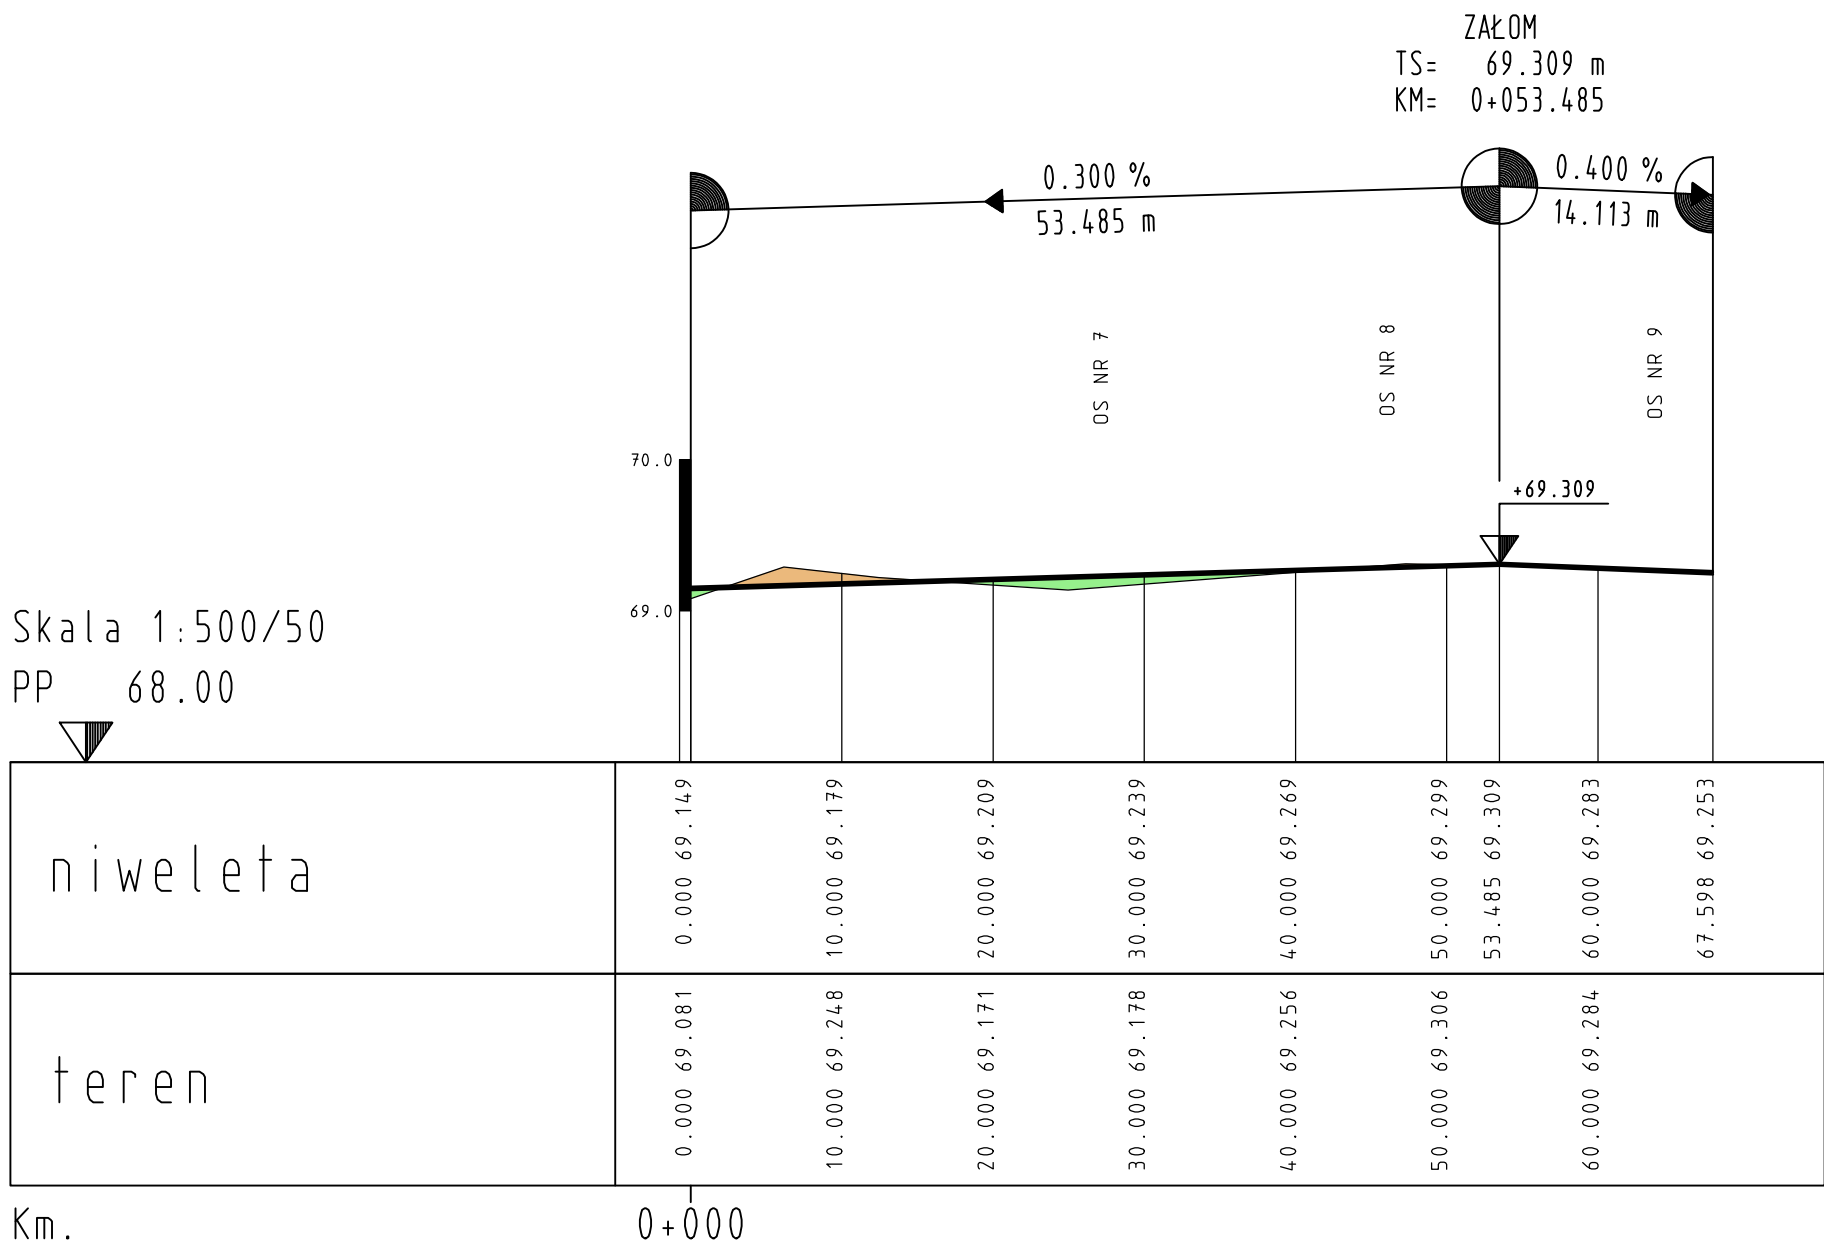 ZAŁOM
TS= 69.309 m
KM= 0+053.485
0.300 %
53.485 m
0.400 %
14.113 m
OS NR 7
OS NR 8
OS NR 9
70.0
+69.309
69.0
Skala 1:500/50
PP 68.00
niweleta
0.000 69.149
10.000 69.179
20.000 69.209
30.000 69.239
40.000 69.269
50.000 69.299
53.485 69.309
60.000 69.283
67.598 69.253
teren
0.000 69.081
10.000 69.248
20.000 69.171
30.000 69.178
40.000 69.256
50.000 69.306
60.000 69.284
Km.
0+000